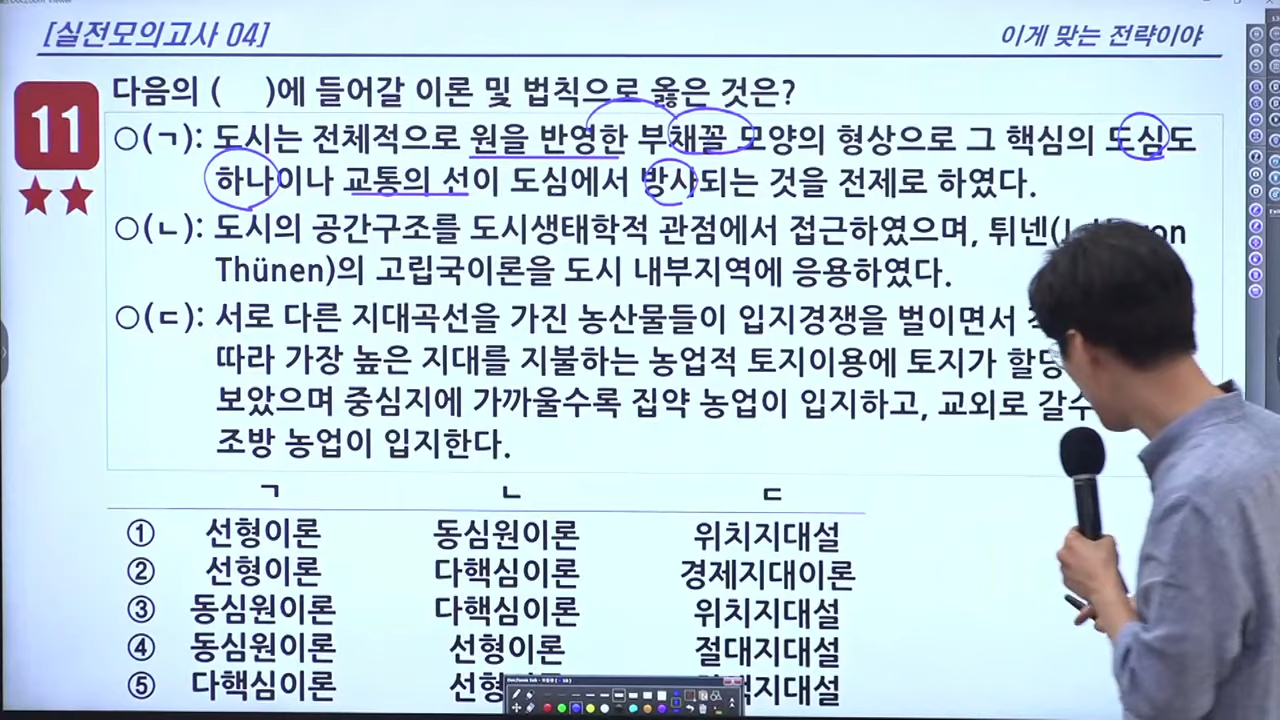 [실전모의고사 04]
이게 맞는 전략이야
11
다음의 ( )에 들어갈 이론 및 법칙으로 옳은 것은?
○(ㄱ): 도시는 전체적으로 원을 반영한 부채꼴 모양의 형상으로 그 핵심의 도심도
하나이나 교통의 선이 도심에서 방사되는 것을 전제로 하였다.
○(ㄴ): 도시의 공간구조를 도시생태학적 관점에서 접근하였으며, 튀넨(J.
Thünen)의 고립국이론을 도시 내부지역에 응용하였다.
○(ㄷ): 서로 다른 지대곡선을 가진 농산물들이 입지경쟁을 벌이면서
따라 가장 높은 지대를 지불하는 농업적 토지이용에 토지가
보았으며 중심지에 가까울수록 집약 농업이 입지하고, 교외로
조방 농업이 입지한다.
ㄱ ㄴ ㄷ
① 선형이론 동심원이론 위치지대설
② 선형이론 다핵심이론 경제지대이론
③ 동심원이론 다핵심이론 위치지대설
④ 동심원이론 선형이론 절대지대설
⑤ 다핵심이론